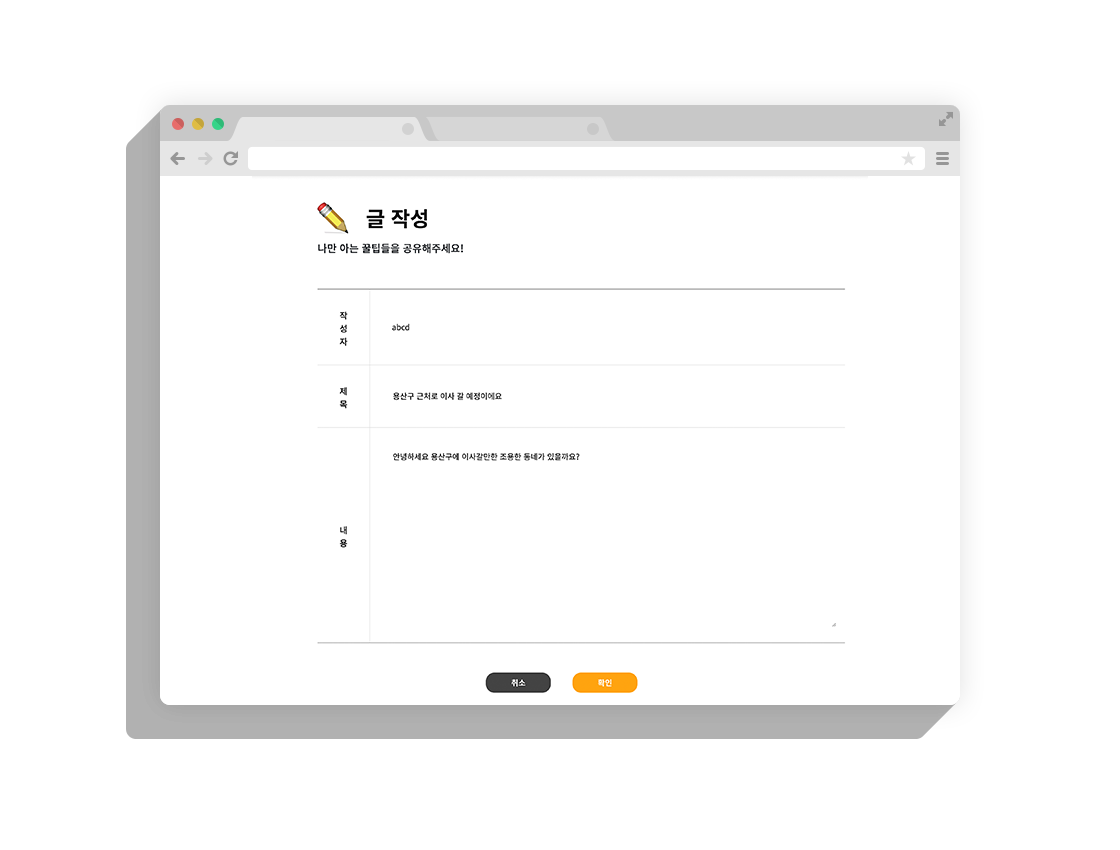 글 작성
나만 아는 꿀팁들을 공유해주세요!
작
성
자
abcd
제
목
용산구 근처로 이사 갈 예정이에요
내
용
안녕하세요 용산구에 이사갈만한 조용한 동네가 있을까요?
취소
확인